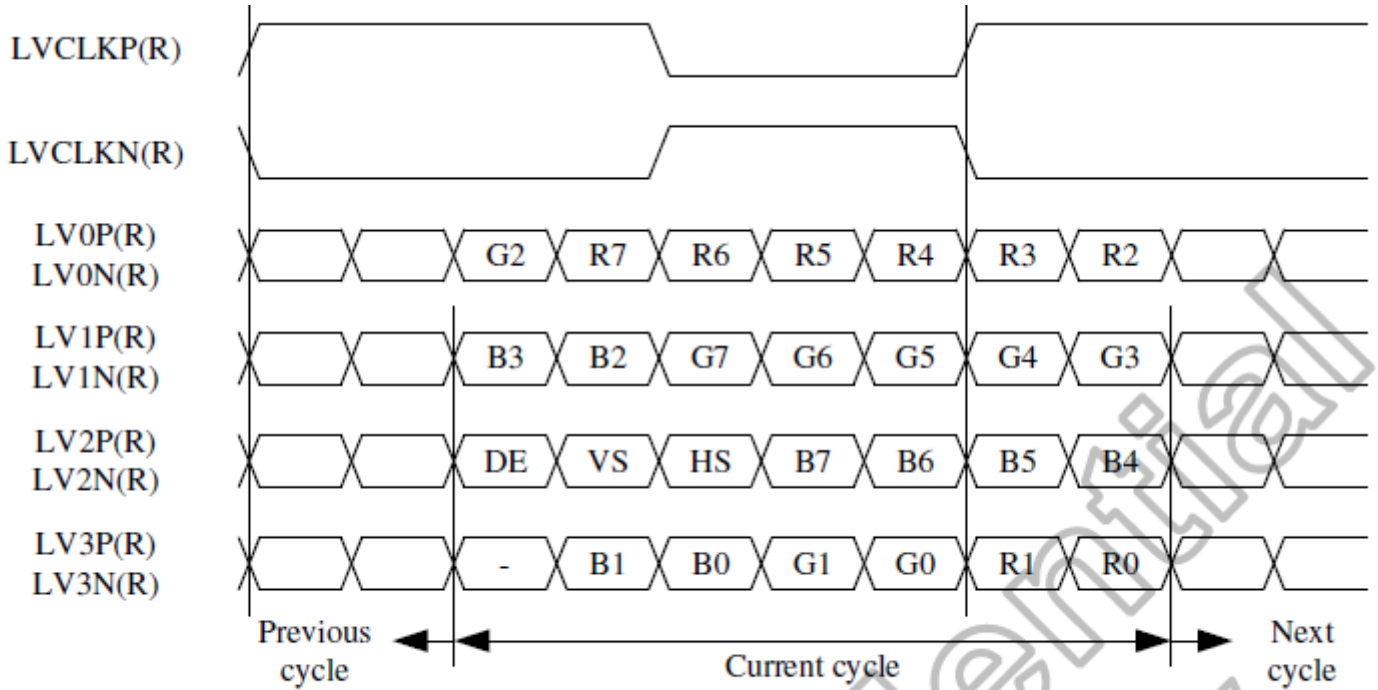 LVCLKP(R)
LVCLKN(R)
LV0P(R)
LV0N(R)
G2 R7 R6 R5 R4 R3 R2
LV1P(R)
LV1N(R)
B3 B2 G7 G6 G5 G4 G3
LV2P(R)
LV2N(R)
DE VS HS B7 B6 B5 B4
LV3P(R)
LV3N(R)
- B1 B0 G1 G0 R1 R0
Previous
cycle
Current cycle
Next
cycle